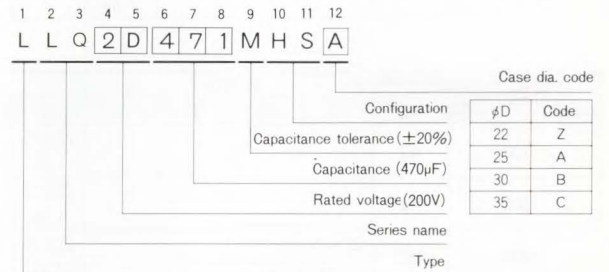 1 2 3 4 5 6 7 8 9 10 11 12
L L Q 2 D 4 7 1 M H S A
Case dia. code
Configuration
Capacitance tolerance (±20%)
Capacitance (470μF)
Rated voltage (200V)
Series name
Type
φD Code
22 Z
25 A
30 B
35 C